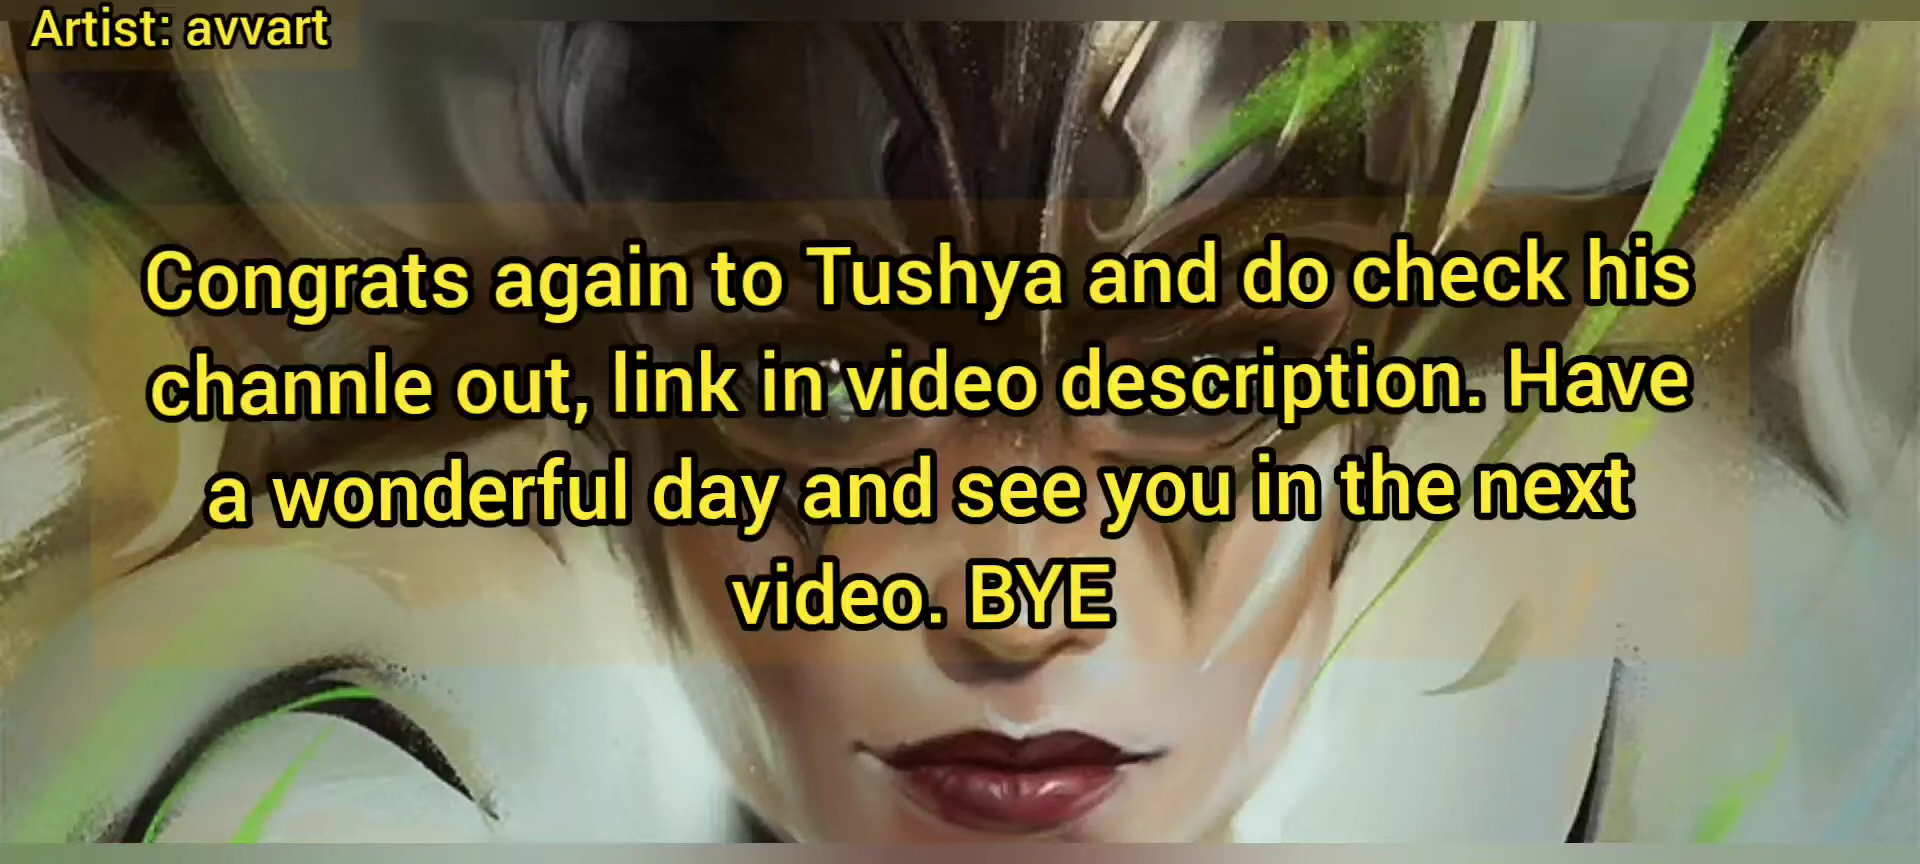 Artist: avvart
Congrats again to Tushya and do check his
channle out, link in video description. Have
a wonderful day and see you in the next
video. BYE